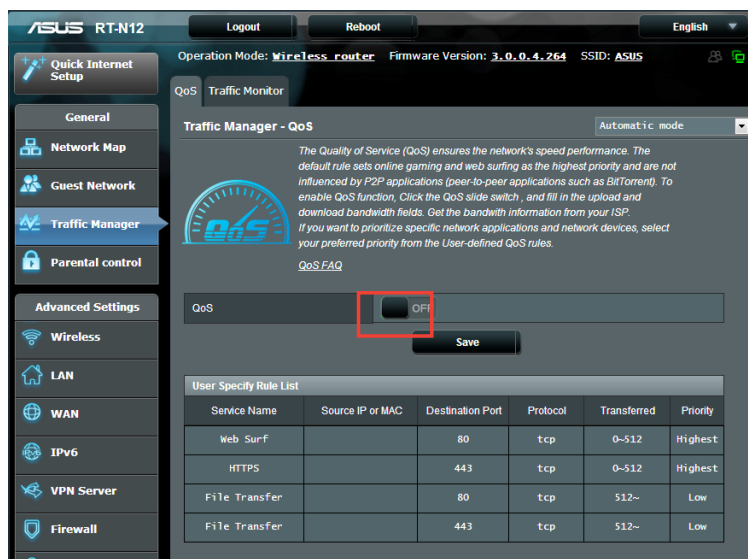 ASUS RT-N12
Logout
Reboot
English
Quick Internet
Setup
Operation Mode: Wireless router Firmware Version: 3.0.0.4.264 SSID: ASUS
QoS
Traffic Monitor
General
Network Map
Guest Network
Traffic Manager
Parental control
Advanced Settings
Wireless
LAN
WAN
IPv6
VPN Server
Firewall
Traffic Manager - QoS
Automatic mode
The Quality of Service (QoS) ensures the network's speed performance. The
default rule sets online gaming and web surfing as the highest priority and are not
influenced by P2P applications (peer-to-peer applications such as BitTorrent). To
enable QoS function, Click the QoS slide switch , and fill in the upload and
download bandwidth fields. Get the bandwith information from your ISP.
If you want to prioritize specific network applications and network devices, select
your preferred priority from the User-defined QoS rules.
QoS
QoS FAQ
QoS
OFF
Save
User Specify Rule List
Service Name Source IP or MAC Destination Port Protocol Transferred Priority
Web Surf 80 tcp 0~512 Highest
HTTPS 443 tcp 0~512 Highest
File Transfer 80 tcp 512~ Low
File Transfer 443 tcp 512~ Low